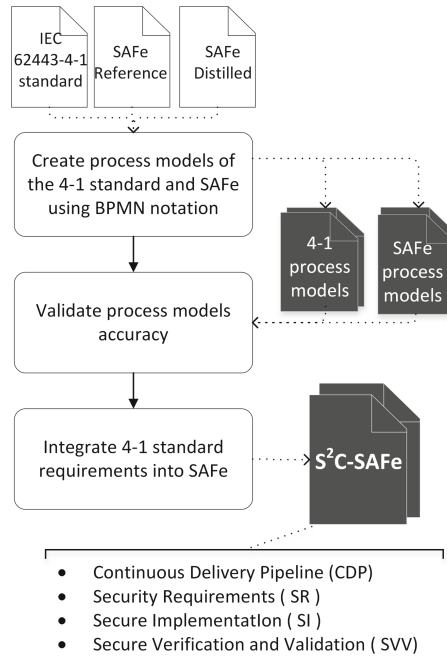 IEC
62443-4-1
standard
SAFe
Reference
SAFe
Distilled
Create process models of
the 4-1 standard and SAFe
using BPMN notation
4-1
process
models
SAFe
process
models
Validate process models
accuracy
Integrate 4-1 standard
requirements into SAFe
S²C-SAFe
• Continuous Delivery Pipeline (CDP)
• Security Requirements ( SR )
• Secure ImplementatIon ( SI )
• Secure Verification and Validation ( SVV)